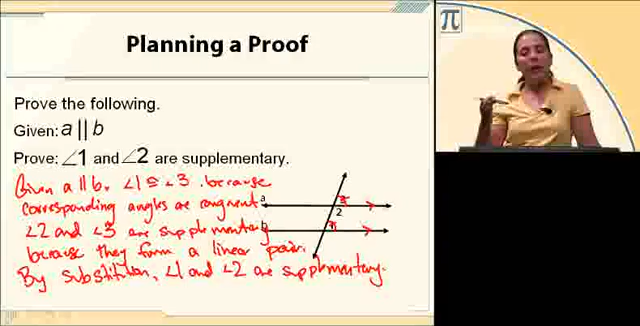 π
Planning a Proof
Prove the following.
Given: a || b
Prove: ∠1 and ∠2 are supplementary.
Given a || b, ∠1 ≅ ∠3 because
corresponding angles are congruent
∠2 and ∠3 are supplementary
because they form a linear pair.
By substitution, ∠1 and ∠2 are supplementary.
a
3
2
b
1